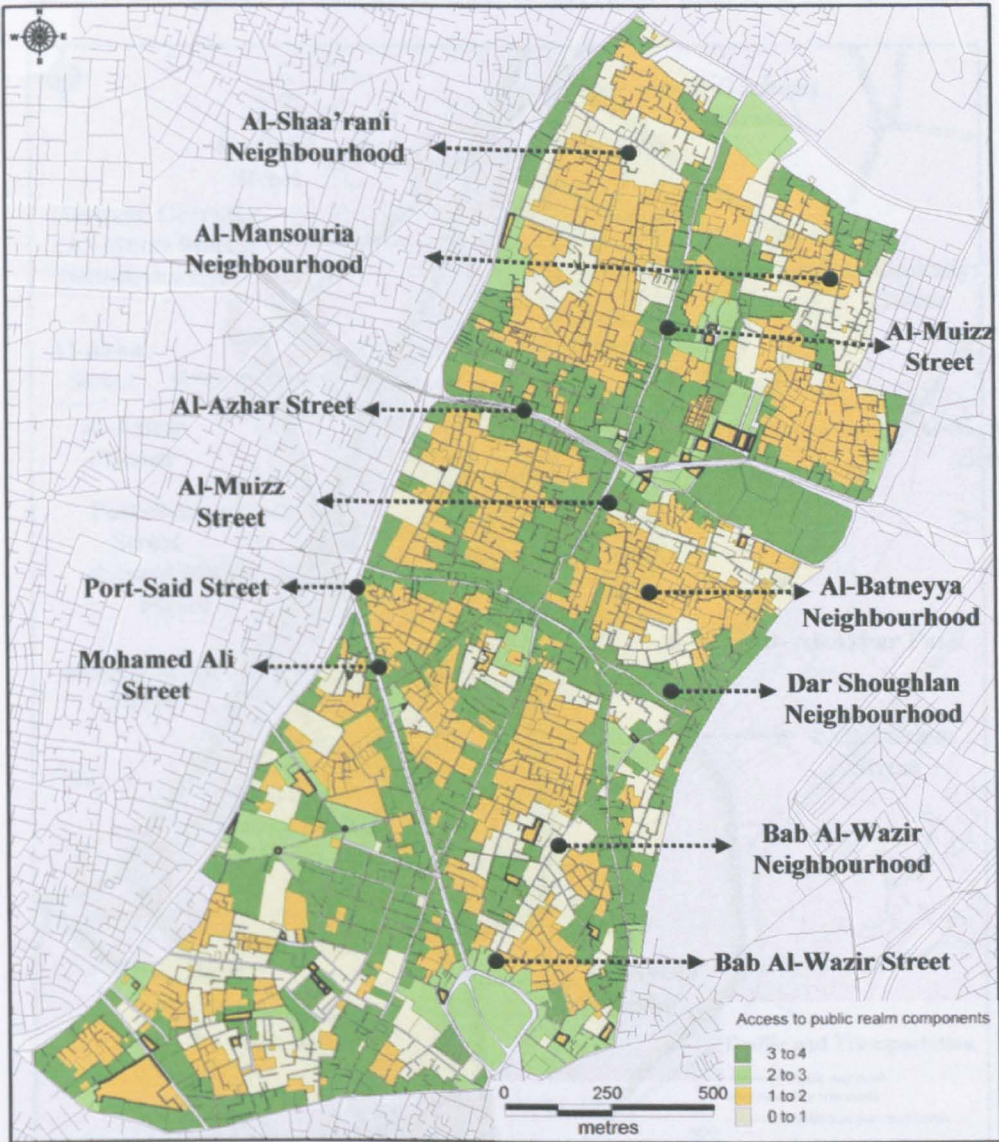 N
W E
S
Al-Shaa'rani
Neighbourhood
Al-Mansouria
Neighbourhood
Al-Muizz
Street
Al-Azhar Street
Al-Muizz
Street
Port-Said Street
Al-Batneyya
Neighbourhood
Mohamed Ali
Street
Dar Shoughlan
Neighbourhood
Bab Al-Wazir
Neighbourhood
Bab Al-Wazir Street
Access to public realm components
3 to 4
2 to 3
1 to 2
0 to 1
0 250 500
metres